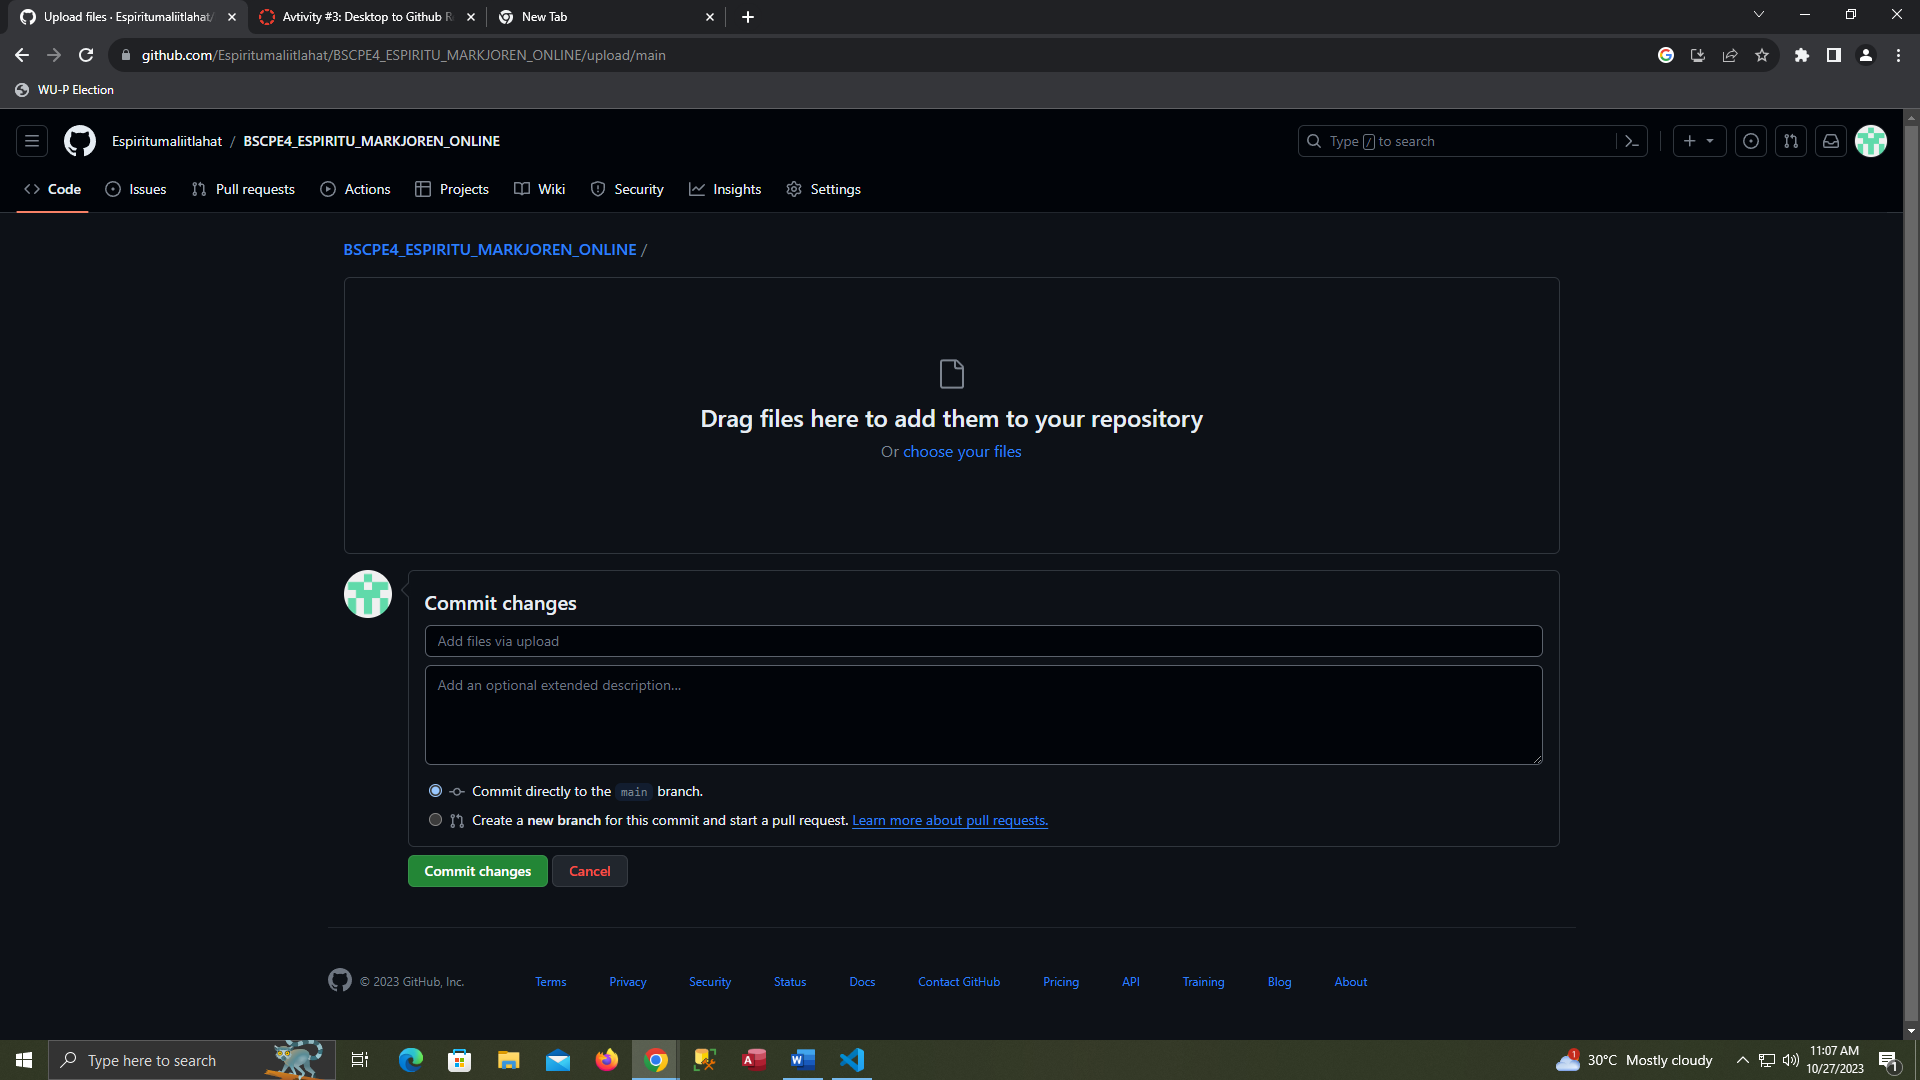 Upload files · Espiritumaliitlahat/
Avtivity #3: Desktop to Github R
New Tab
github.com/Espiritumaliitlahat/BSCPE4_ESPIRITU_MARKJOREN_ONLINE/upload/main
WU-P Election
Espiritumaliitlahat / BSCPE4_ESPIRITU_MARKJOREN_ONLINE
Type / to search
Code
Issues
Pull requests
Actions
Projects
Wiki
Security
Insights
Settings
BSCPE4_ESPIRITU_MARKJOREN_ONLINE /
Drag files here to add them to your repository
Or choose your files
Commit changes
Add files via upload
Add an optional extended description...
Commit directly to the main branch.
Create a new branch for this commit and start a pull request. Learn more about pull requests.
Commit changes
Cancel
© 2023 GitHub, Inc.
Terms
Privacy
Security
Status
Docs
Contact GitHub
Pricing
API
Training
Blog
About
Type here to search
1
30°C Mostly cloudy
11:07 AM
10/27/2023
1